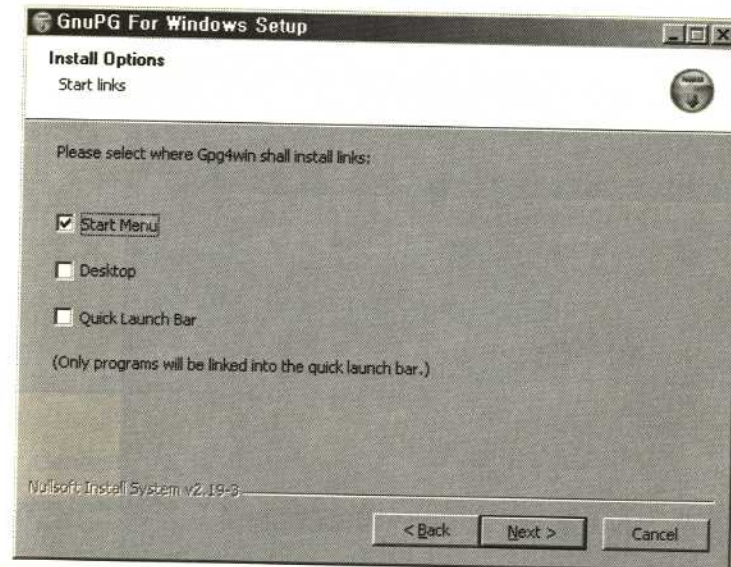 GnuPG For Windows Setup
Install Options
Start links
Please select where Gpg4win shall install links:
Start Menu
Desktop
Quick Launch Bar
(Only programs will be linked into the quick launch bar.)
Nullsoft Install System v2.19-3
< Back Next > Cancel